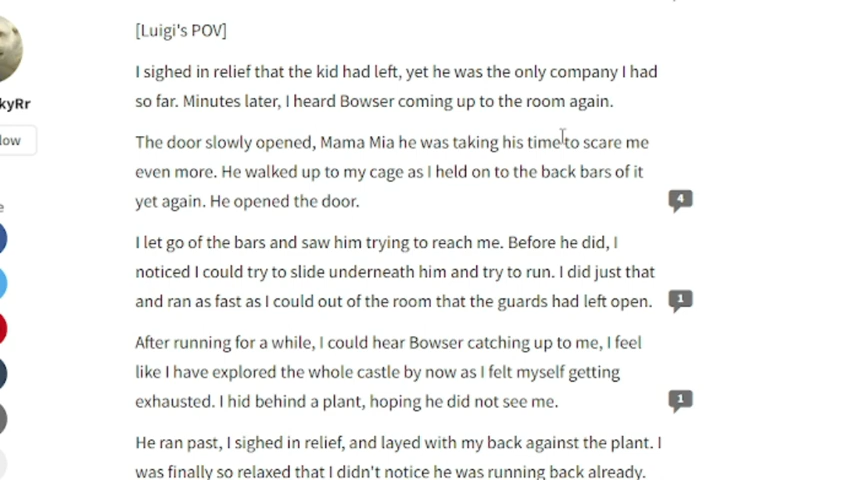 [Luigi's POV]
kyRr
I sighed in relief that the kid had left, yet he was the only company I had
so far. Minutes later, I heard Bowser coming up to the room again.
low
The door slowly opened, Mama Mia he was taking his time to scare me
even more. He walked up to my cage as I held on to the back bars of it
yet again. He opened the door.
4
e
I let go of the bars and saw him trying to reach me. Before he did, I
noticed I could try to slide underneath him and try to run. I did just that
and ran as fast as I could out of the room that the guards had left open.
1
After running for a while, I could hear Bowser catching up to me, I feel
like I have explored the whole castle by now as I felt myself getting
exhausted. I hid behind a plant, hoping he did not see me.
1
He ran past, I sighed in relief, and layed with my back against the plant. I
was finally so relaxed that I didn't notice he was running back already.